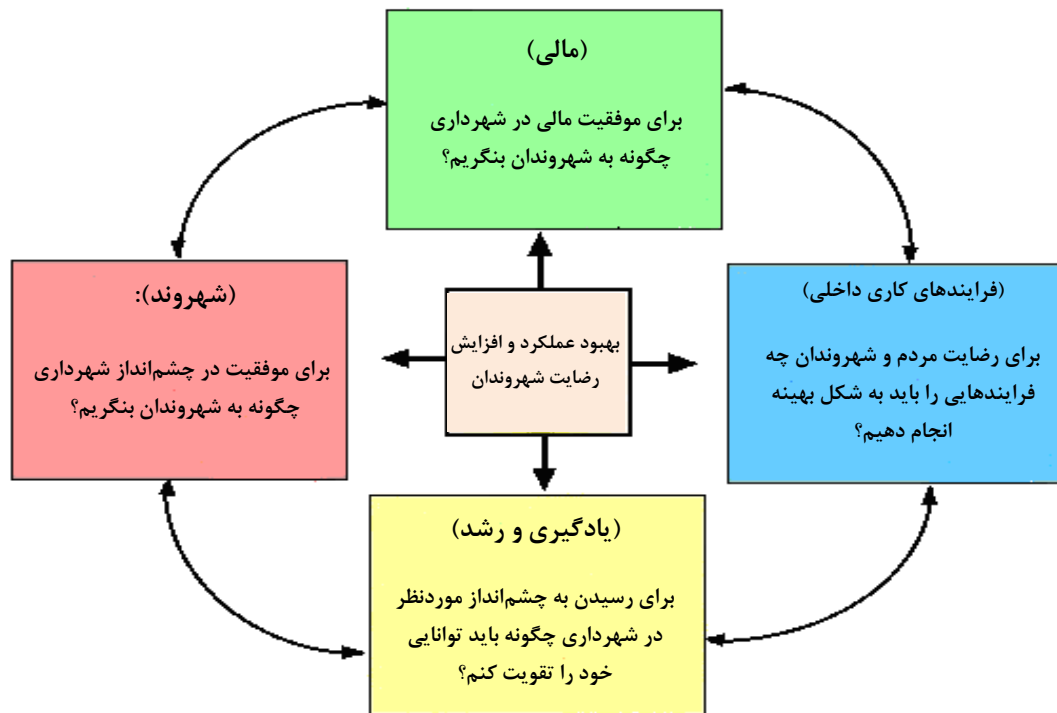 (مالی)
برای موفقیت مالی در شهرداری
چگونه به شهروندان بنگریم؟
(فرایندهای کاری داخلی)
برای رضایت مردم و شهروندان چه
فرایندهایی را باید به شکل بهینه
انجام دهیم؟
بهبود عملکرد و افزایش
رضایت شهروندان
(شهروند):
برای موفقیت در چشم‌انداز شهرداری
چگونه به شهروندان بنگریم؟
(یادگیری و رشد)
برای رسیدن به چشم‌انداز موردنظر
در شهرداری چگونه باید توانایی
خود را تقویت کنم؟